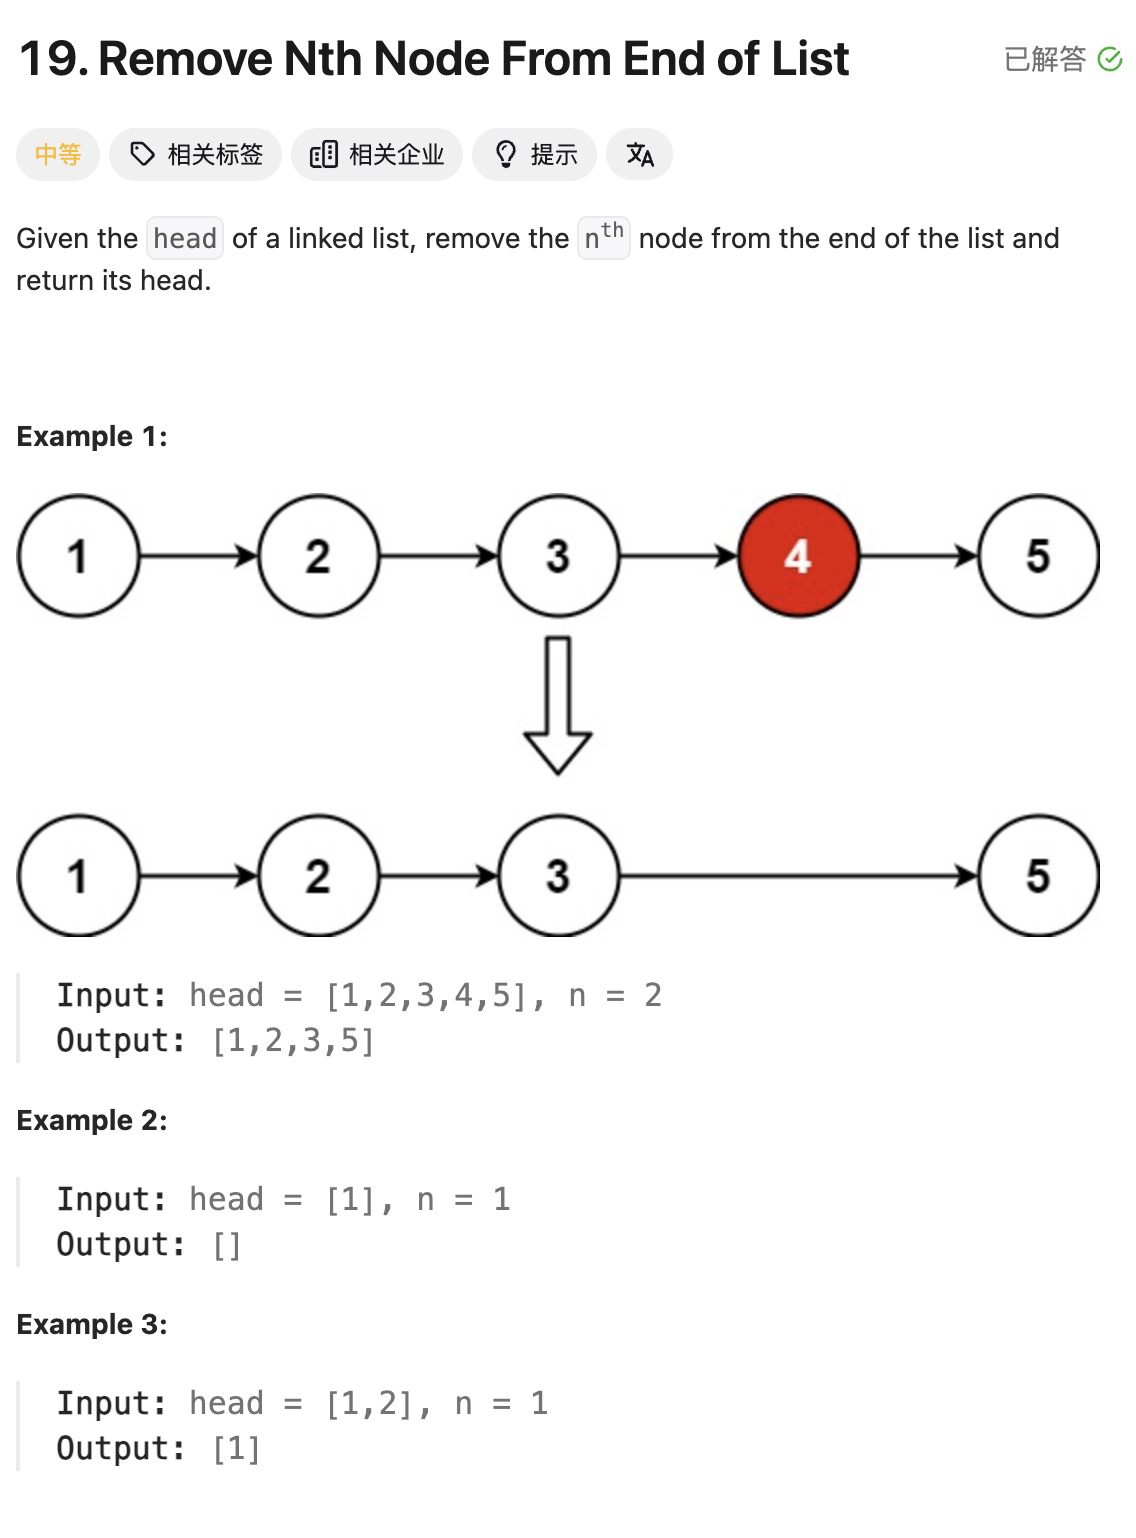 19. Remove Nth Node From End of List
已解答
中等
相关标签
相关企业
提示
文A
Given the head of a linked list, remove the nth node from the end of the list and
return its head.
Example 1:
1 2 3 4 5
1 2 3 5
Input: head = [1,2,3,4,5], n = 2
Output: [1,2,3,5]
Example 2:
Input: head = [1], n = 1
Output: []
Example 3:
Input: head = [1,2], n = 1
Output: [1]